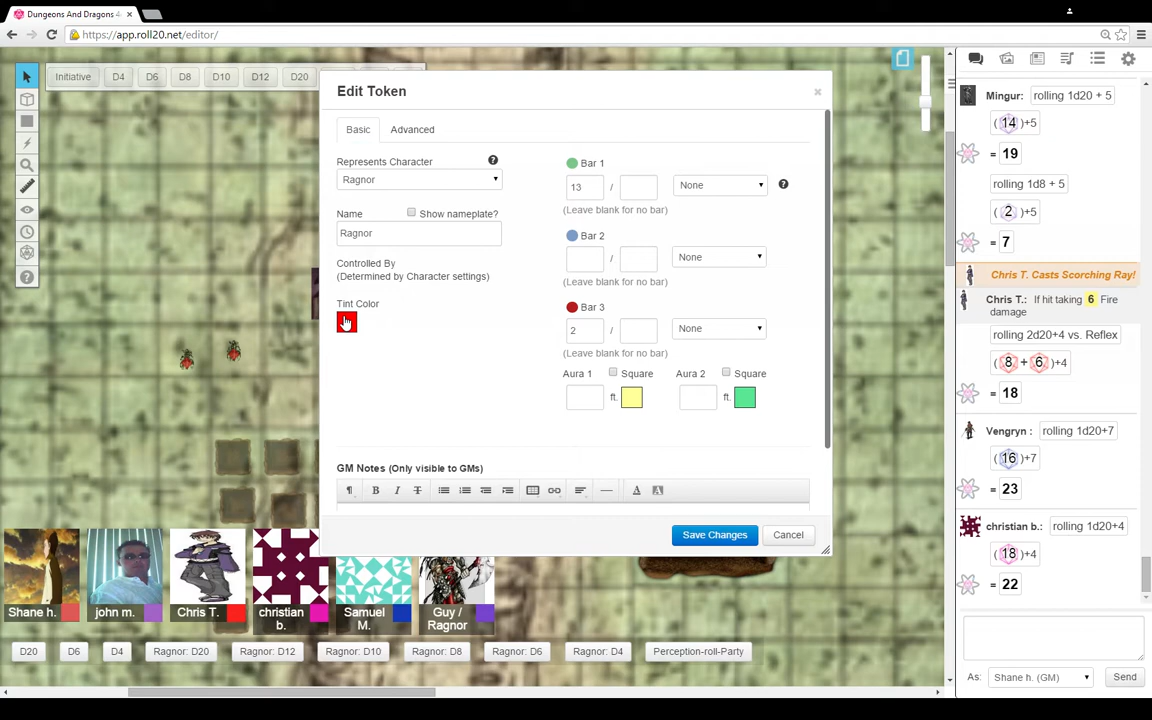 Dungeons And Dragons 4
https://app.roll20.net/editor/
Initiative
D4
D6
D8
D10
D12
D20
Edit Token
Basic
Advanced
Represents Character
Ragnor
Name
Show nameplate?
Ragnor
Controlled By
(Determined by Character settings)
Tint Color
Bar 1
13 /
None
(Leave blank for no bar)
Bar 2
/
None
(Leave blank for no bar)
Bar 3
2 /
None
(Leave blank for no bar)
Aura 1
Square
Aura 2
Square
ft.
ft.
GM Notes (Only visible to GMs)
Save Changes
Cancel
Mingur:
rolling 1d20 + 5
(14)+5
= 19
rolling 1d8 + 5
(2)+5
= 7
Chris T. Casts Scorching Ray!
Chris T.: If hit taking 6 Fire
damage
rolling 2d20+4 vs. Reflex
(8 + 6)+4
= 18
Vengryn :
rolling 1d20+7
(16)+7
= 23
christian b.:
rolling 1d20+4
(18)+4
= 22
As:
Shane h. (GM)
Send
Shane h.
john m.
Chris T.
christian
b.
Samuel
M.
Guy /
Ragnor
D20
D6
D4
Ragnor: D20
Ragnor: D12
Ragnor: D10
Ragnor: D8
Ragnor: D6
Ragnor: D4
Perception-roll-Party